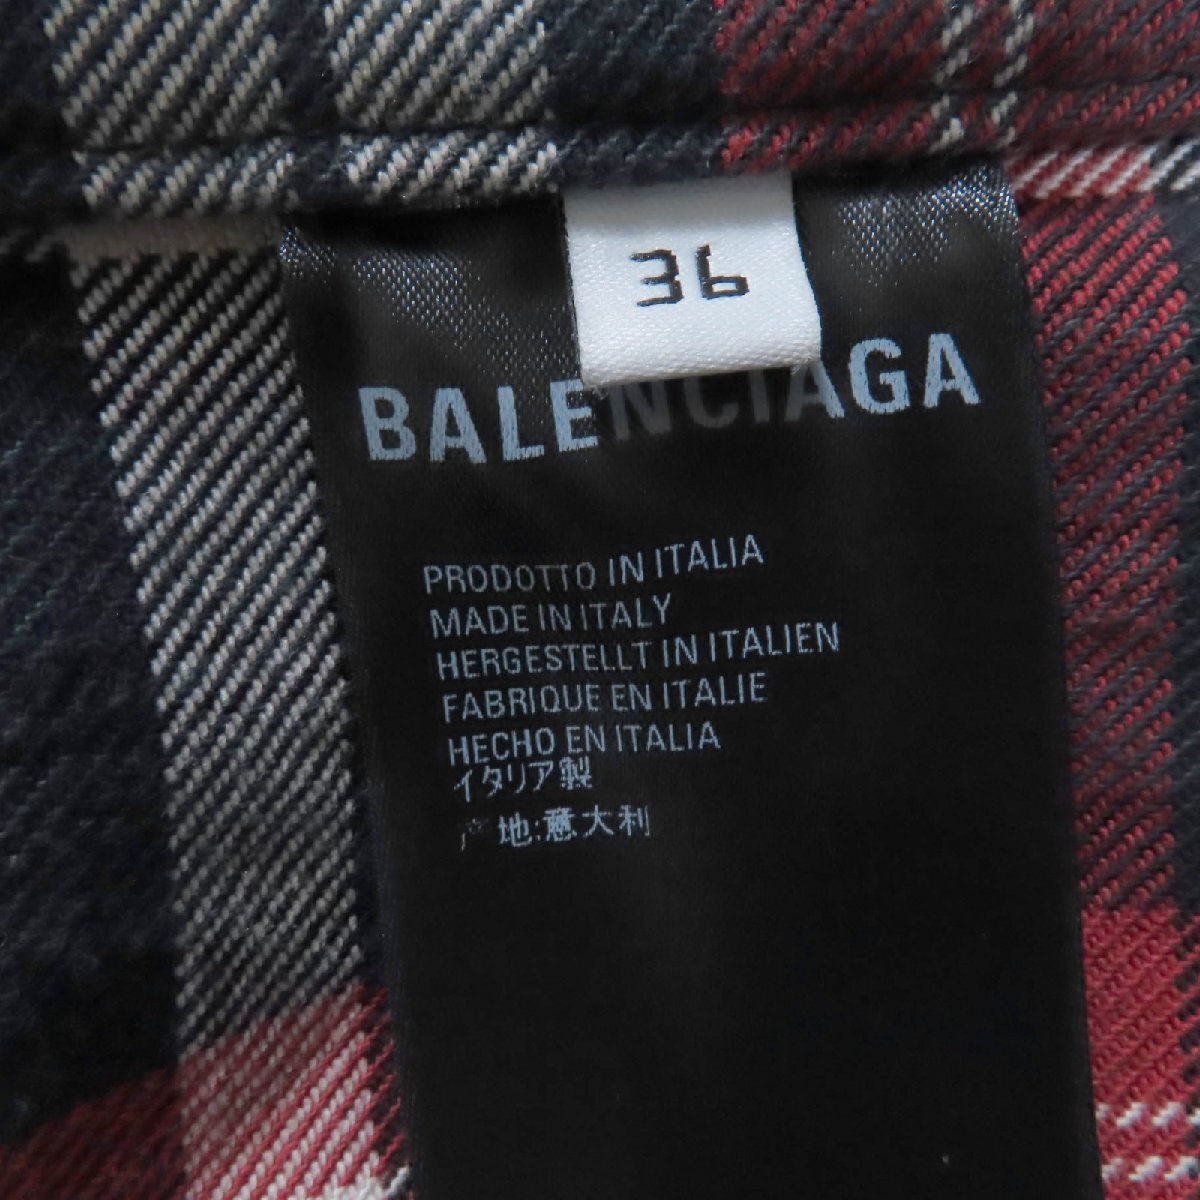 36
BALENCIAGA
PRODOTTO IN ITALIA
MADE IN ITALY
HERGESTELLT IN ITALIEN
FABRIQUE EN ITALIE
HECHO EN ITALIA
イタリア製
产地:意大利